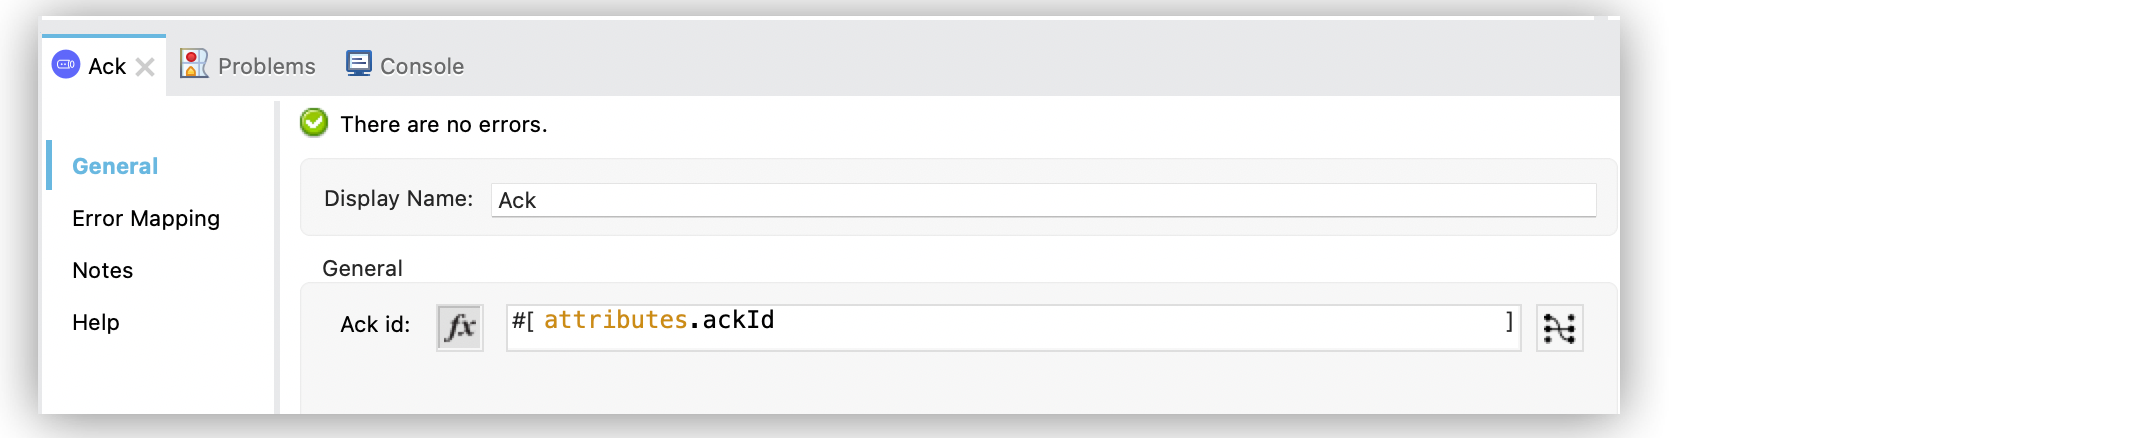 Ack Problems Console
There are no errors.
General
Display Name: Ack
Error Mapping
General
Notes
Ack id: fx #[ attributes.ackId ]
Help